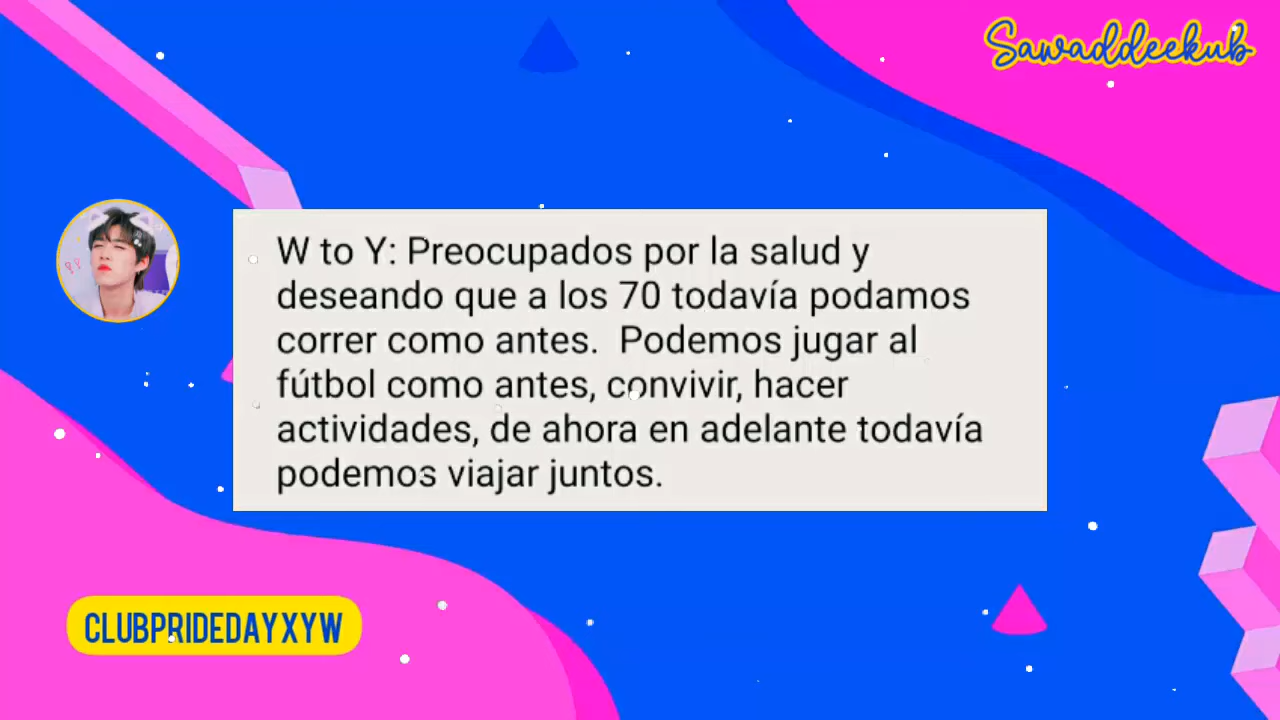 Sawaddeekub
W to Y: Preocupados por la salud y
deseando que a los 70 todavía podamos
correr como antes.  Podemos jugar al
fútbol como antes, convivir, hacer
actividades, de ahora en adelante todavía
podemos viajar juntos.
CLUBPRIDEDAYXYW